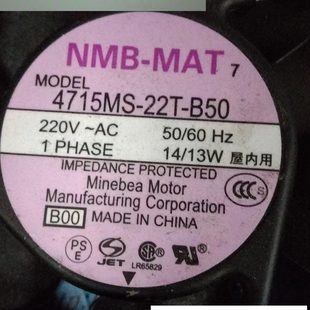 NMB-MAT 7
MODEL
4715MS-22T-B50
220V ~AC 50/60 Hz
1 PHASE 14/13W 屋内用
IMPEDANCE PROTECTED
Minebea Motor
Manufacturing Corporation
B00 MADE IN CHINA
PS E JET LR65829